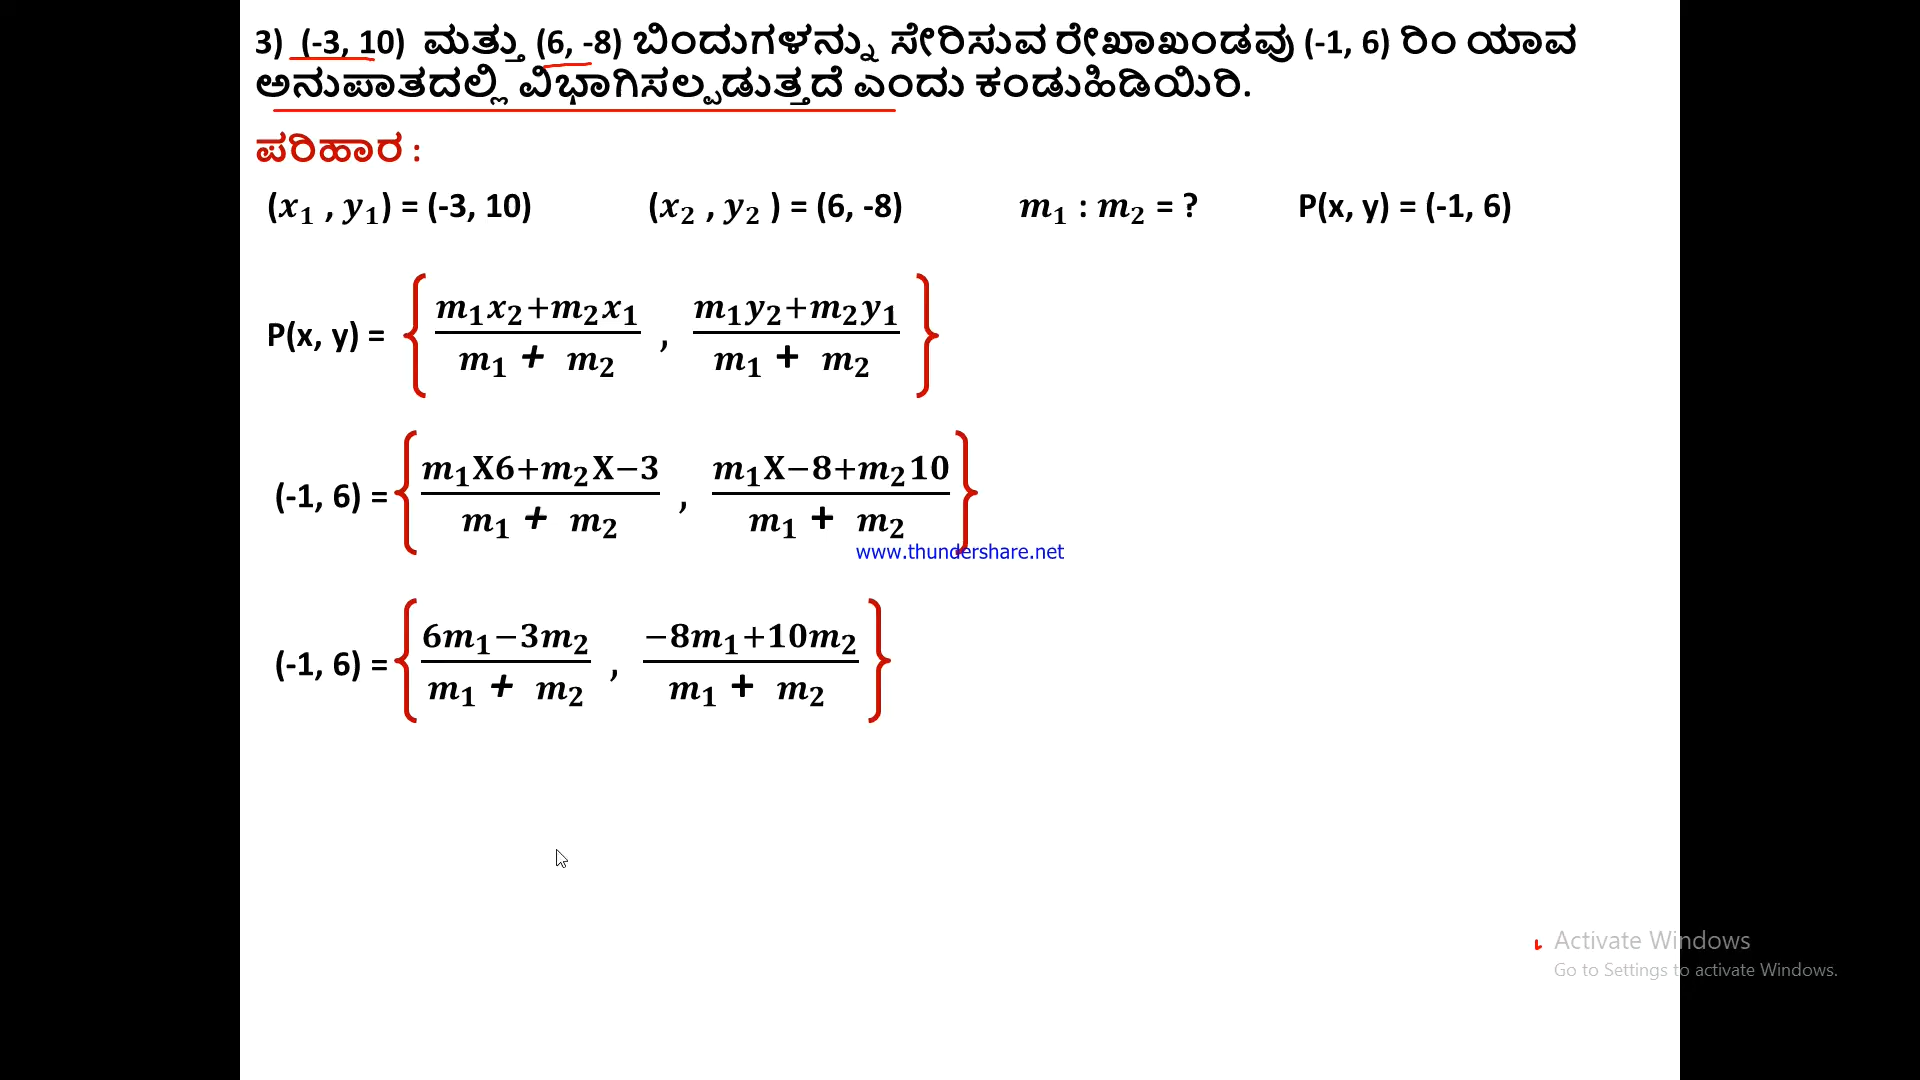 3) (-3, 10) ಮತ್ತು (6, -8) ಬಿಂದುಗಳನ್ನು ಸೇರಿಸುವ ರೇಖಾಖಂಡವು (-1, 6) ರಿಂ ಯಾವ
ಅನುಪಾತದಲ್ಲಿ ವಿಭಾಗಿಸಲ್ಪಡುತ್ತದೆ ಎಂದು ಕಂಡುಹಿಡಿಯಿರಿ.
ಪರಿಹಾರ :
(x₁ , y₁) = (-3, 10) (x₂ , y₂ ) = (6, -8) m₁ : m₂ = ? P(x, y) = (-1, 6)
P(x, y) = { (m₁x₂+m₂x₁)/(m₁ + m₂) , (m₁y₂+m₂y₁)/(m₁ + m₂) }
(-1, 6) = { (m₁X6+m₂X−3)/(m₁ + m₂) , (m₁X−8+m₂10)/(m₁ + m₂) }
www.thundershare.net
(-1, 6) = { (6m₁−3m₂)/(m₁ + m₂) , (−8m₁+10m₂)/(m₁ + m₂) }
Activate Windows
Go to Settings to activate Windows.